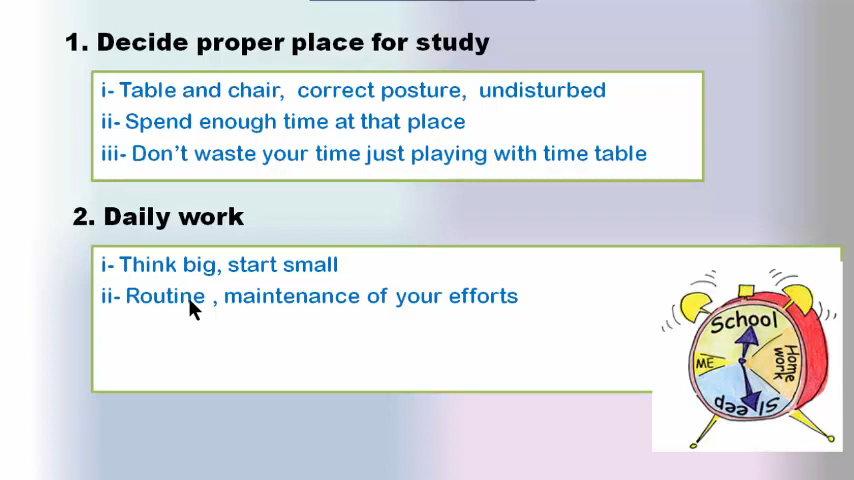 1. Decide proper place for study
i- Table and chair, correct posture, undisturbed
ii- Spend enough time at that place
iii- Don't waste your time just playing with time table
2. Daily work
i- Think big, start small
ii- Routine , maintenance of your efforts
School
ME
Home
work
Sleep